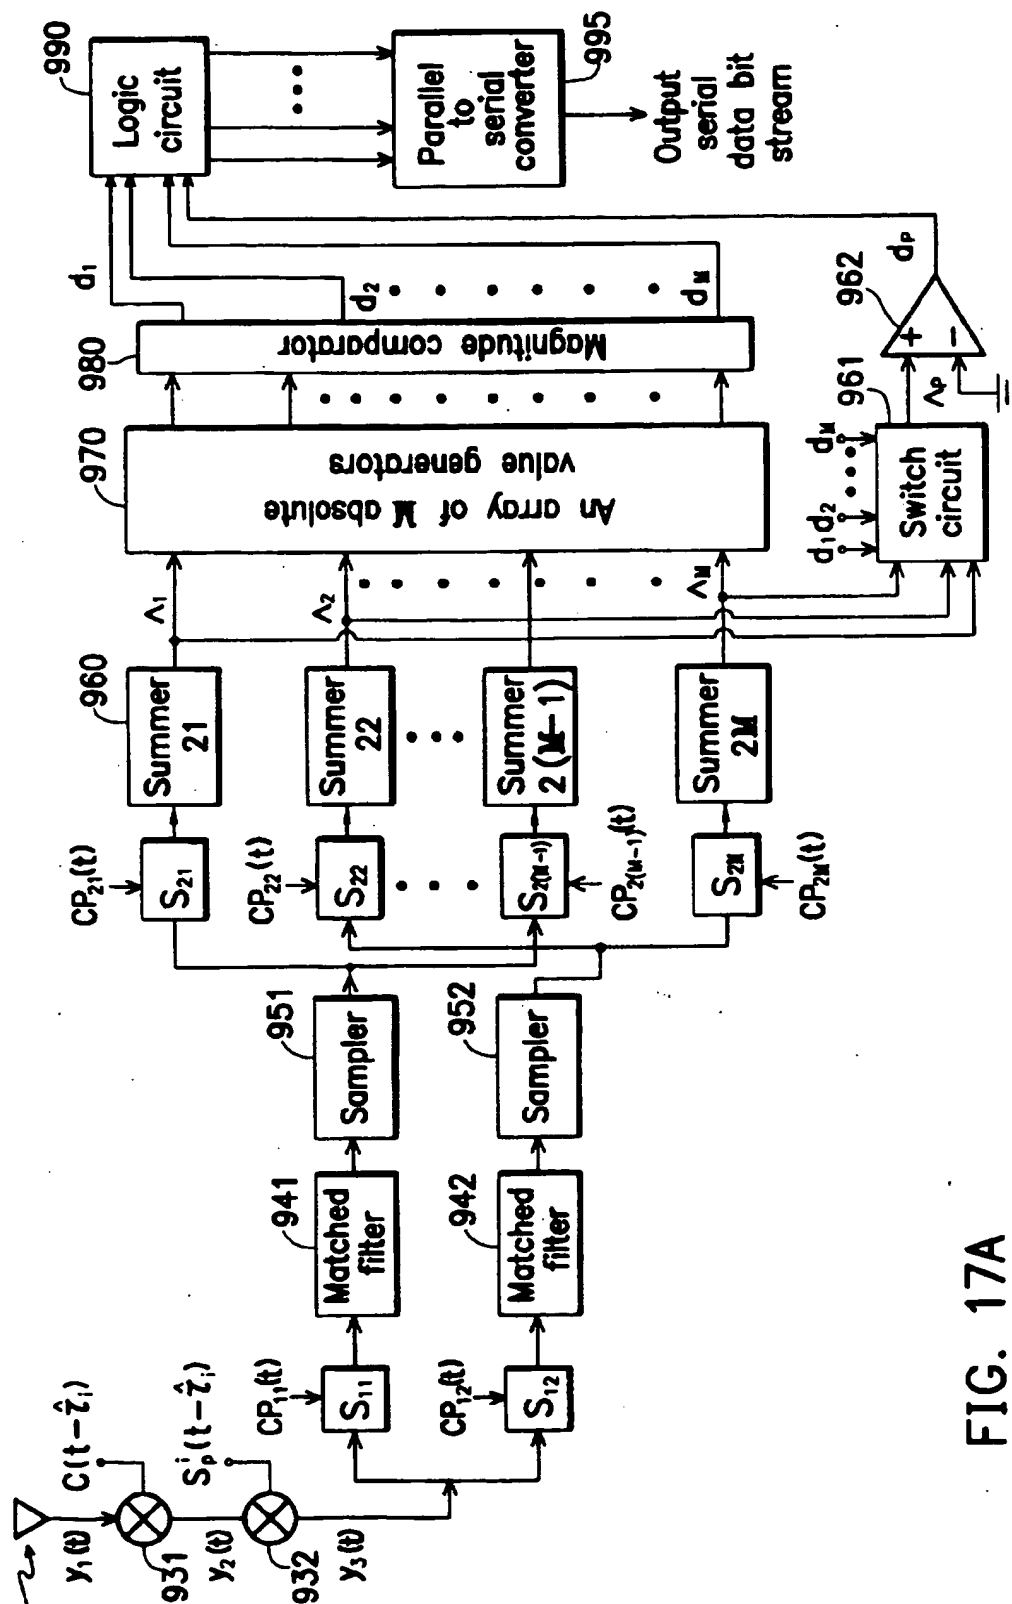 y₁(t)
C(t-τ̂ᵢ)
931
y₂(t)
Sᵢₚ(t-τ̂ᵢ)
932
y₃(t)
CP₁₁(t)
S₁₁
CP₁₂(t)
S₁₂
941
Matched
filter
942
Matched
filter
951
Sampler
952
Sampler
CP₂₁(t)
S₂₁
CP₂₂(t)
S₂₂
S₂₍M₋₁₎
CP₂₍M₋₁₎(t)
S₂M
CP₂M(t)
960
Summer
21
Summer
22
Summer
2(M-1)
Summer
2M
Λ₁
Λ₂
ΛM
970
An array of M absolute
value generators
980
Magnitude comparator
d₁
d₂
dM
d₁ d₂ dM
961
Switch
circuit
Λₚ
962
+
−
dₚ
990
Logic
circuit
995
Parallel
to
serial
converter
Output
serial
data bit
stream
FIG. 17A